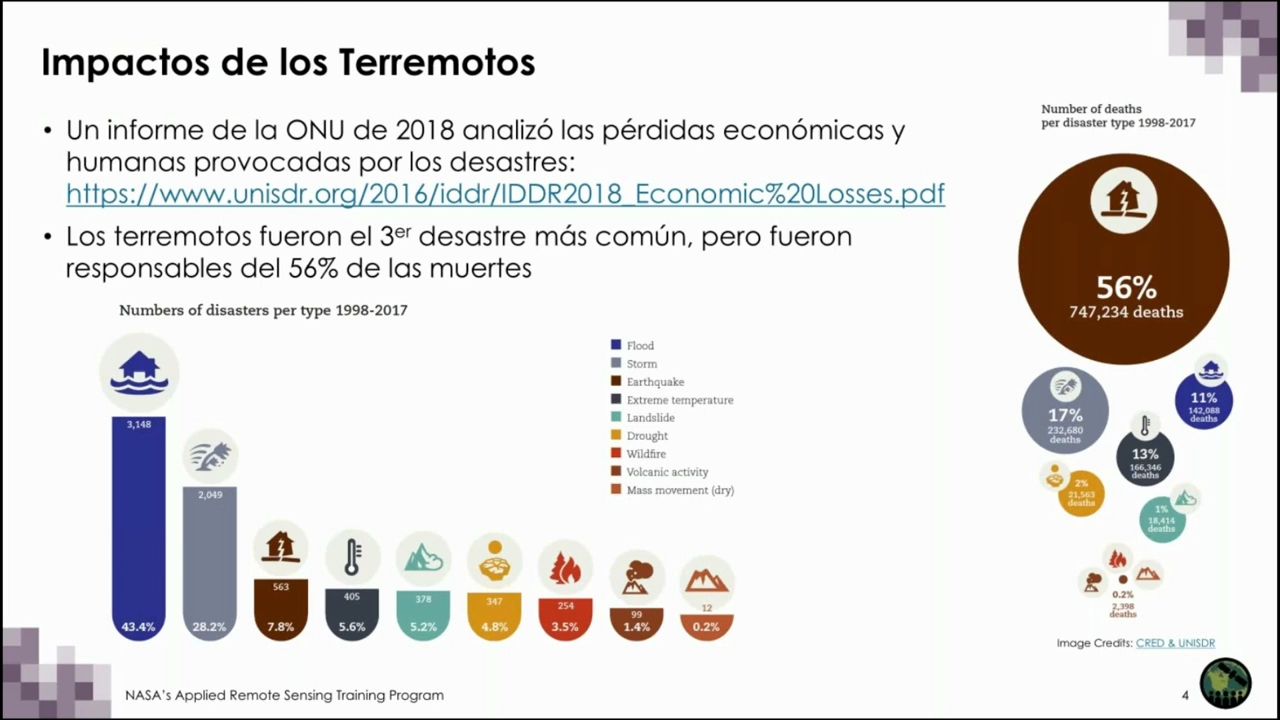 Impactos de los Terremotos
• Un informe de la ONU de 2018 analizó las pérdidas económicas y
humanas provocadas por los desastres:
https://www.unisdr.org/2016/iddr/IDDR2018_Economic%20Losses.pdf
• Los terremotos fueron el 3er desastre más común, pero fueron
responsables del 56% de las muertes
Numbers of disasters per type 1998-2017
Flood
Storm
Earthquake
Extreme temperature
Landslide
Drought
Wildfire
Volcanic activity
Mass movement (dry)
3,148
2,049
563
405
378
347
254
99
12
43.4%
28.2%
7.8%
5.6%
5.2%
4.8%
3.5%
1.4%
0.2%
Number of deaths
per disaster type 1998-2017
56%
747,234 deaths
17%
232,680
deaths
11%
142,088
deaths
13%
166,346
deaths
2%
21,563
deaths
1%
18,414
deaths
0.2%
2,398
deaths
Image Credits: CRED & UNISDR
NASA's Applied Remote Sensing Training Program
4